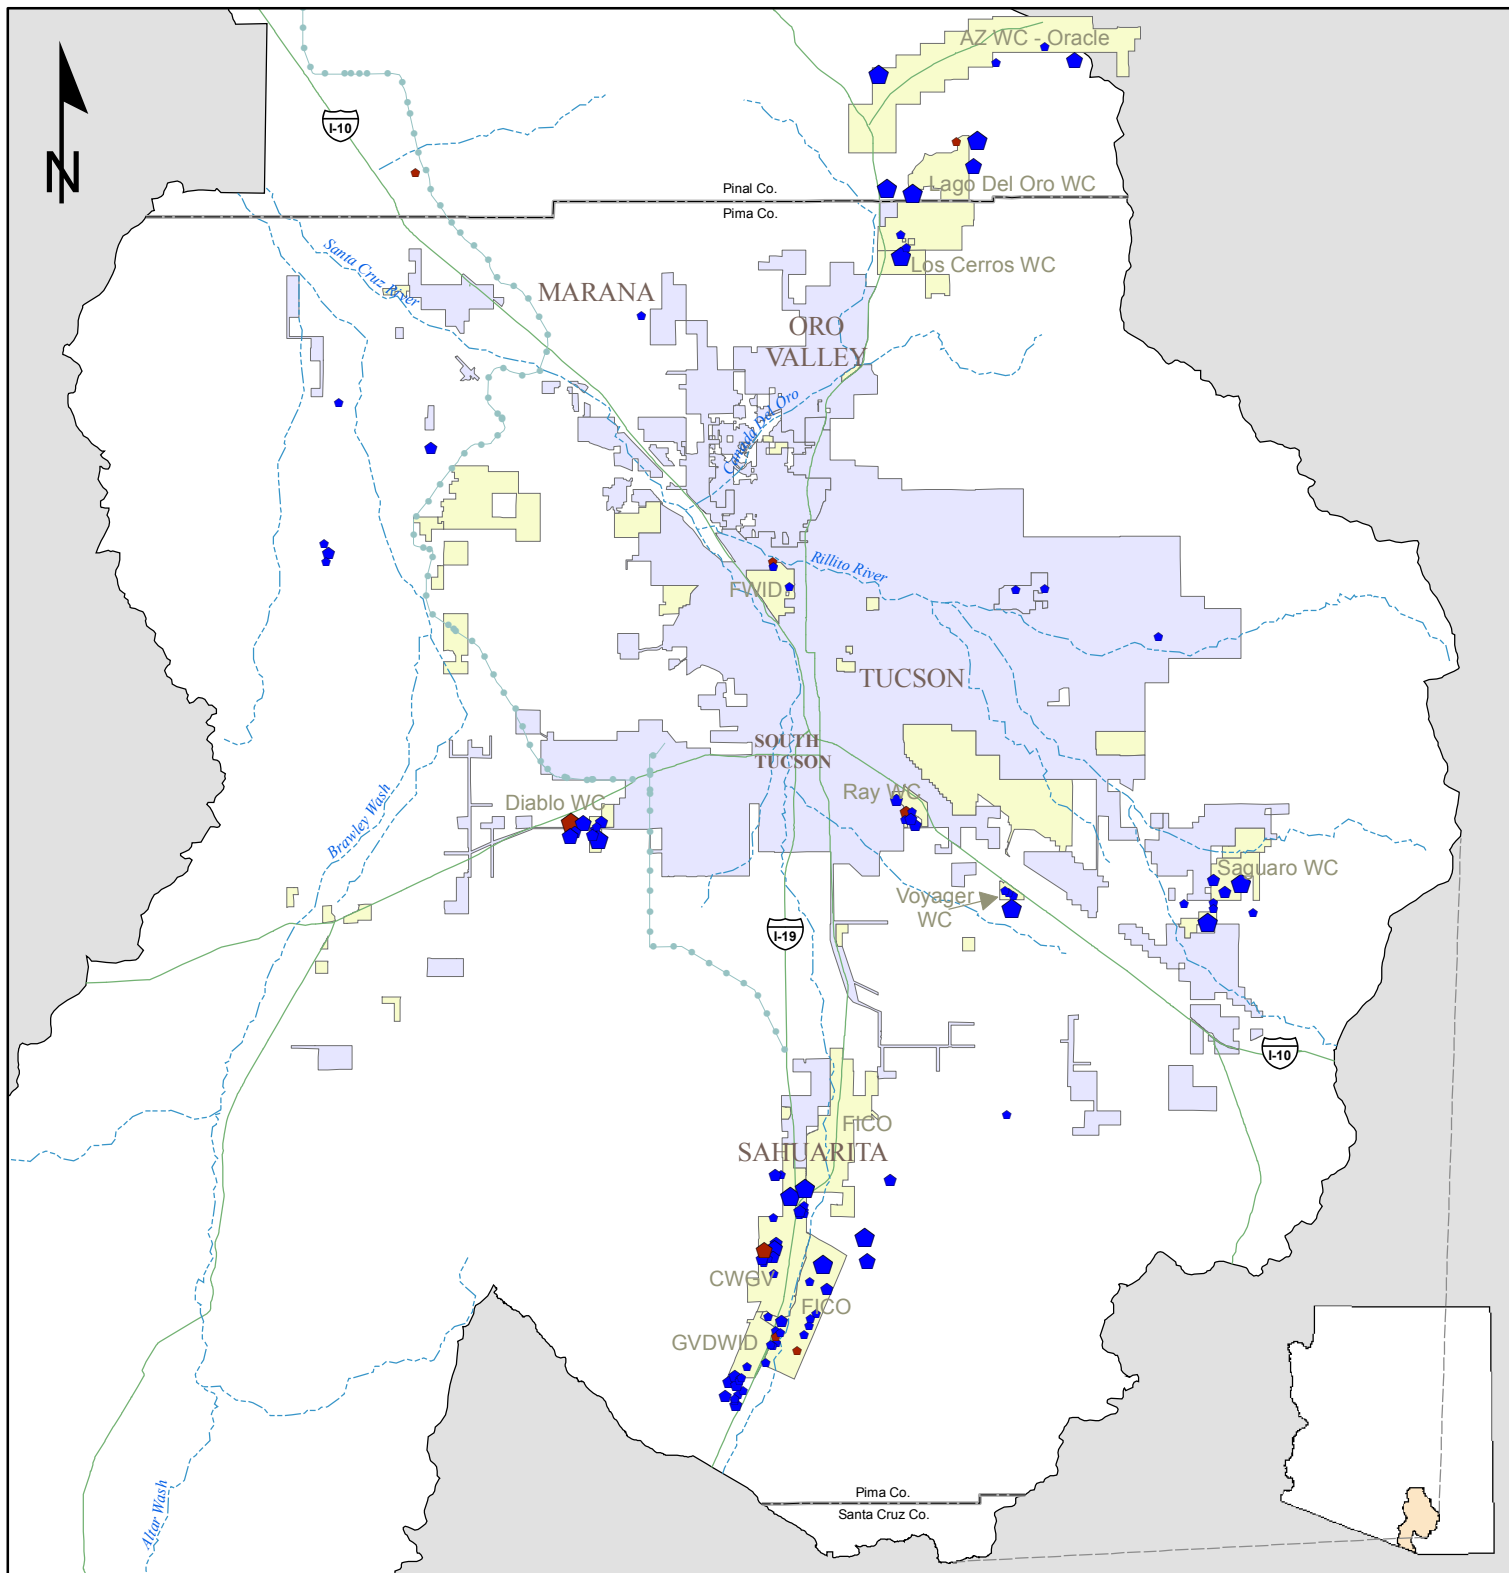 AZ WC - Oracle
I-10
N
Lago Del Oro WC
Pinal Co.
Pima Co.
Santa Cruz River
Los Cerros WC
MARANA
ORO
VALLEY
Canada Del Oro
Rillito River
FWID
TUCSON
SOUTH
TUCSON
Diablo WC
Ray WC
Brawley Wash
Saguaro WC
Voyager
WC
I-19
I-10
FICO
SAHUARITA
CWGV
FICO
GVDWID
Altar Wash
Pima Co.
Santa Cruz Co.